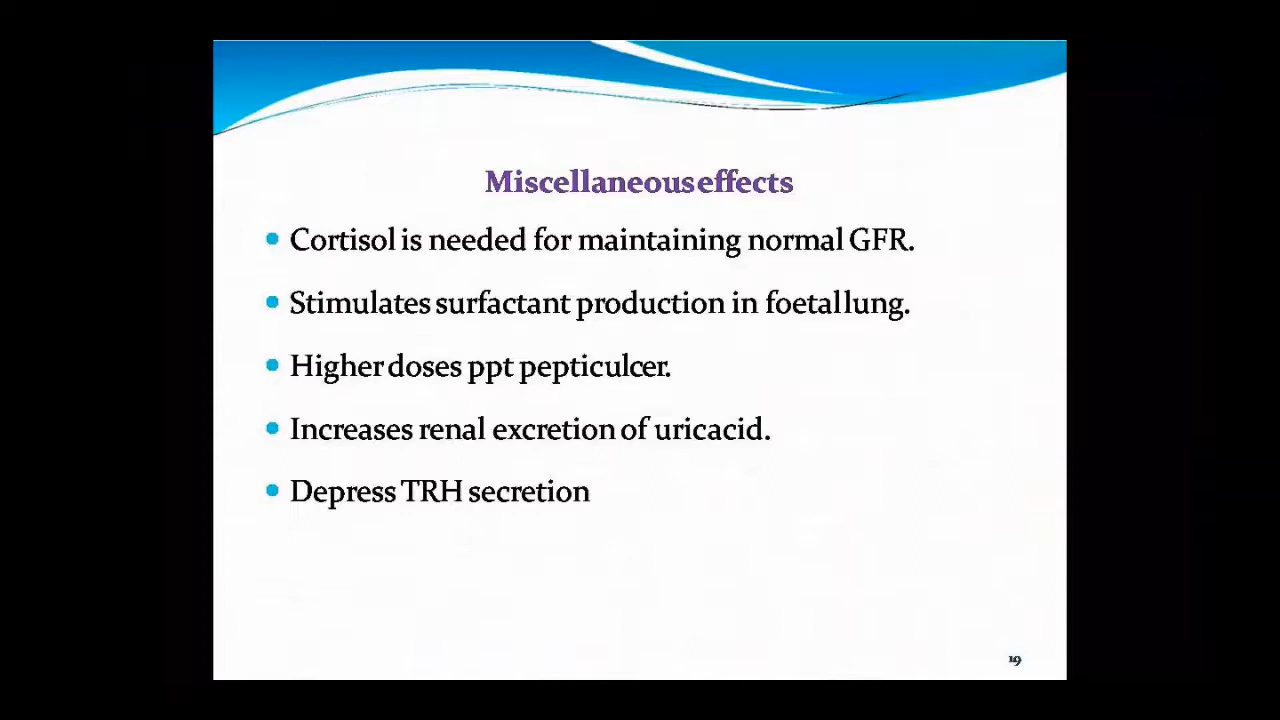 Miscellaneous effects
• Cortisol is needed for maintaining normal GFR.
• Stimulates surfactant production in foetal lung.
• Higher doses ppt peptic ulcer.
• Increases renal excretion of uric acid.
• Depress TRH secretion
19